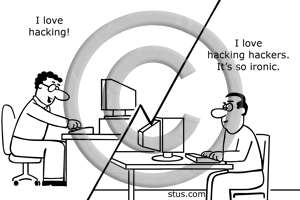 I love
hacking!
I love
hacking hackers.
It's so ironic.
stus.com